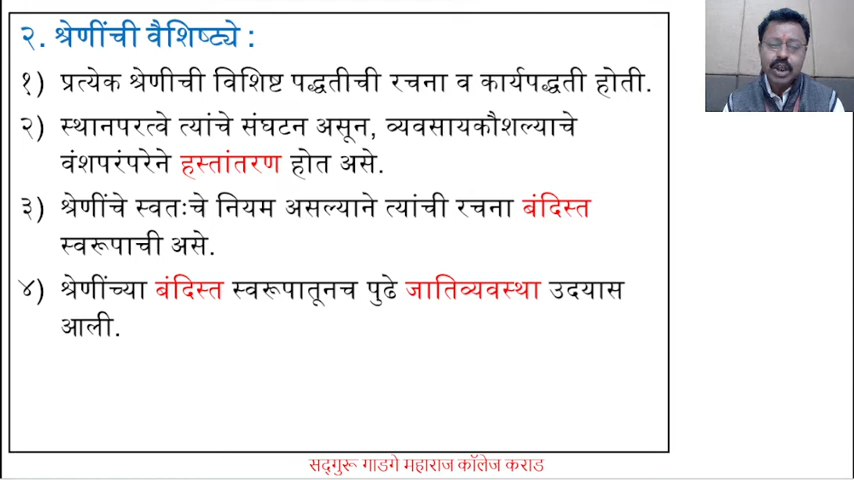 २. श्रेणींची वैशिष्ट्ये :
१) प्रत्येक श्रेणीची विशिष्ट पद्धतीची रचना व कार्यपद्धती होती.
२) स्थानपरत्वे त्यांचे संघटन असून, व्यवसायकौशल्याचे
वंशपरंपरेने हस्तांतरण होत असे.
३) श्रेणींचे स्वतःचे नियम असल्याने त्यांची रचना बंदिस्त
स्वरूपाची असे.
४) श्रेणींच्या बंदिस्त स्वरूपातूनच पुढे जातिव्यवस्था उदयास
आली.
सद्गुरू गाडगे महाराज कॉलेज कराड